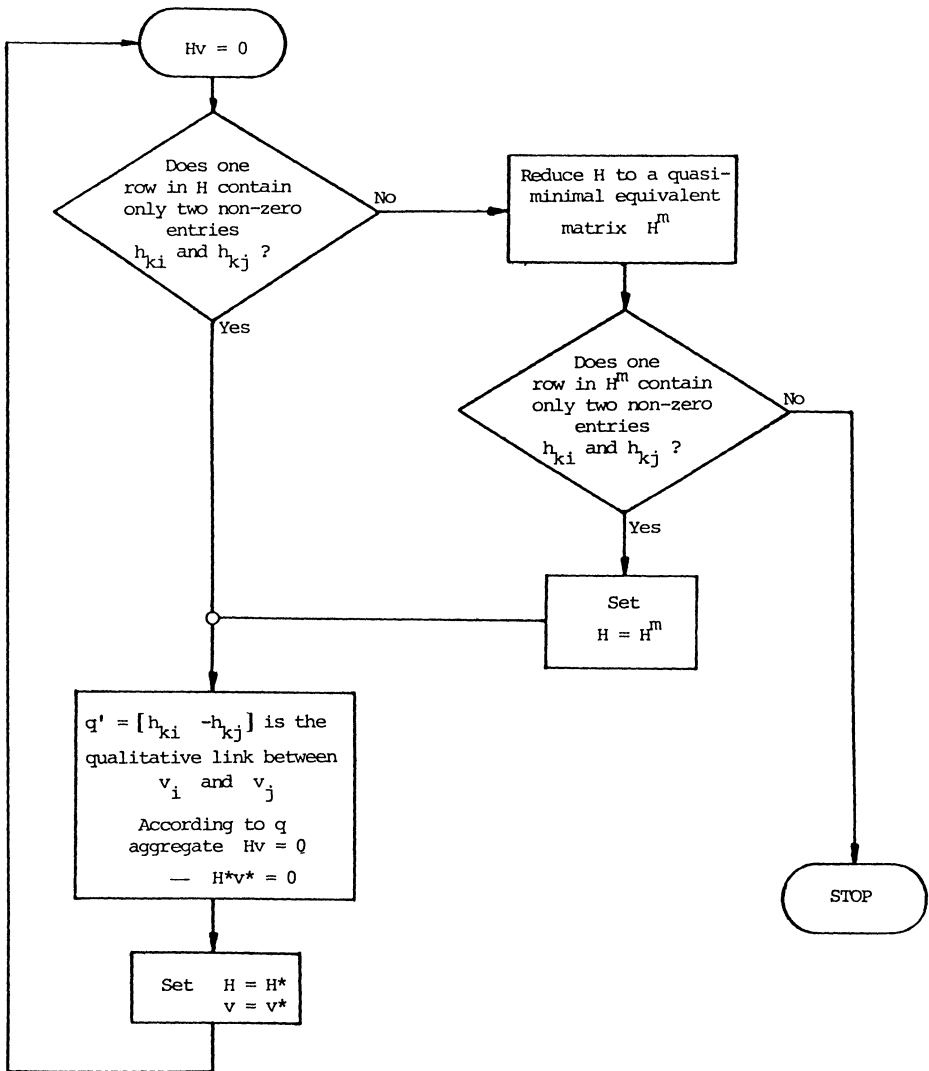 Hv = 0
Does one
row in H contain
only two non-zero
entries
h_ki and h_kj ?
No
Yes
Reduce H to a quasi-
minimal equivalent
matrix H^m
Does one
row in H^m contain
only two non-zero
entries
h_ki and h_kj ?
No
Yes
Set
H = H^m
q' = [h_ki -h_kj] is the
qualitative link between
v_i and v_j
According to q
aggregate Hv = Q
— H*v* = 0
Set H = H*
v = v*
STOP